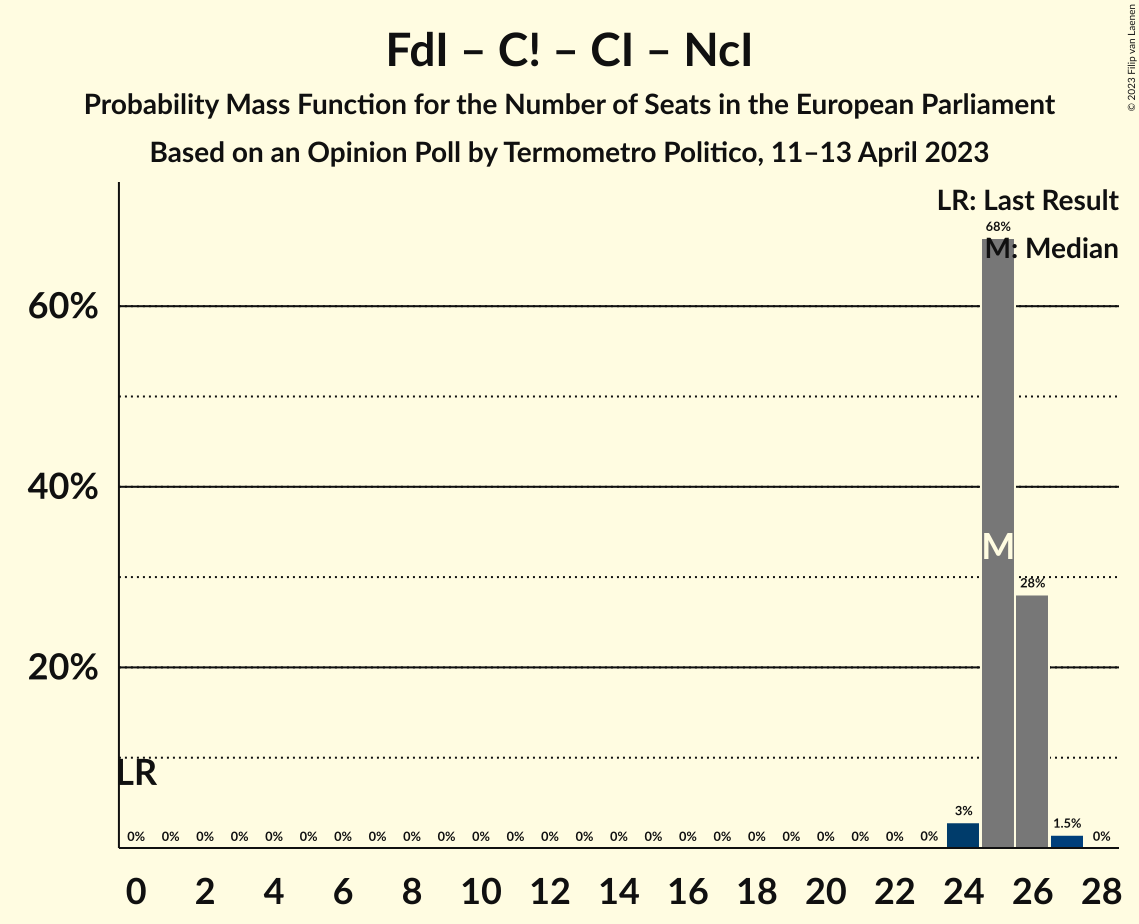 FdI – C! – CI – NcI
Probability Mass Function for the Number of Seats in the European Parliament
Based on an Opinion Poll by Termometro Politico, 11–13 April 2023
© 2023 Filip van Laenen
LR: Last Result
M: Median
60%
40%
20%
68%
M
28%
LR
0% 0% 0% 0% 0% 0% 0% 0% 0% 0% 0% 0% 0% 0% 0% 0% 0% 0% 0% 0% 0% 0% 0% 0% 3% 1.5% 0%
0 2 4 6 8 10 12 14 16 18 20 22 24 26 28